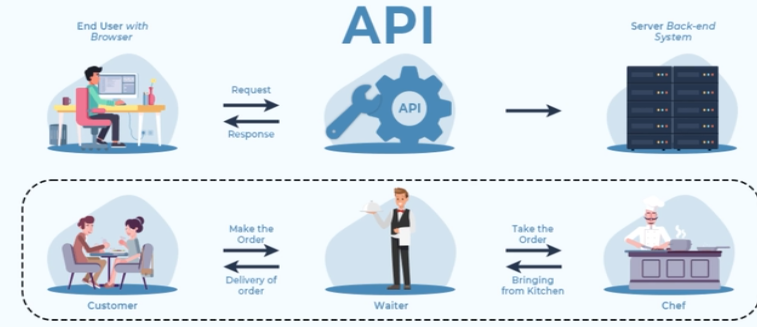 API
End User with
Browser
Server Back-end
System
Request
Response
API
Make the
Order
Delivery of
order
Take the
Order
Bringing
from Kitchen
Customer
Waiter
Chef